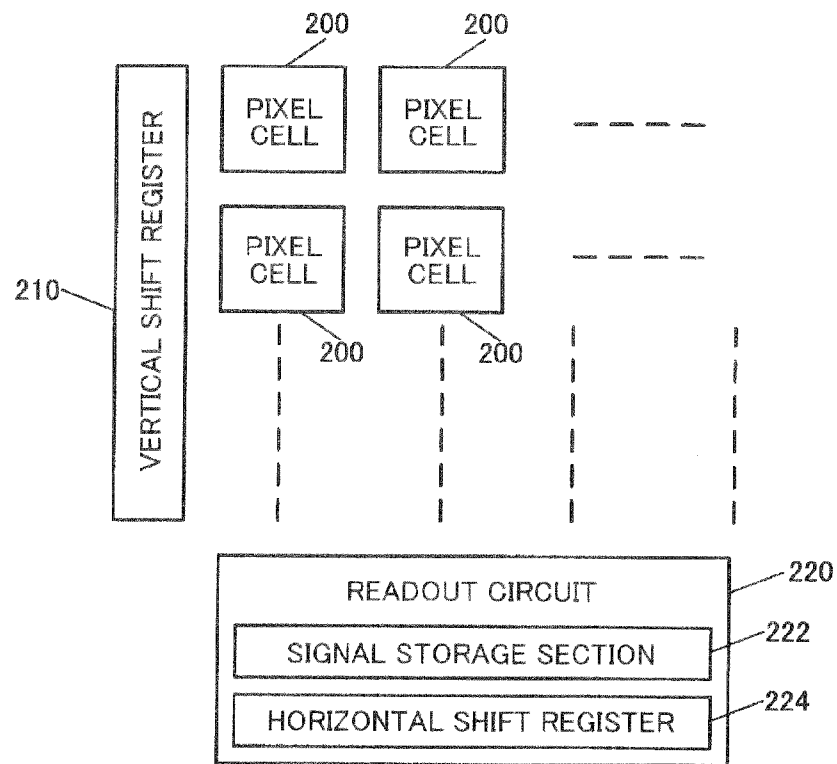 200
200
PIXEL
CELL
PIXEL
CELL
VERTICAL SHIFT REGISTER
210
PIXEL
CELL
PIXEL
CELL
200
200
READOUT CIRCUIT
220
SIGNAL STORAGE SECTION
222
HORIZONTAL SHIFT REGISTER
224